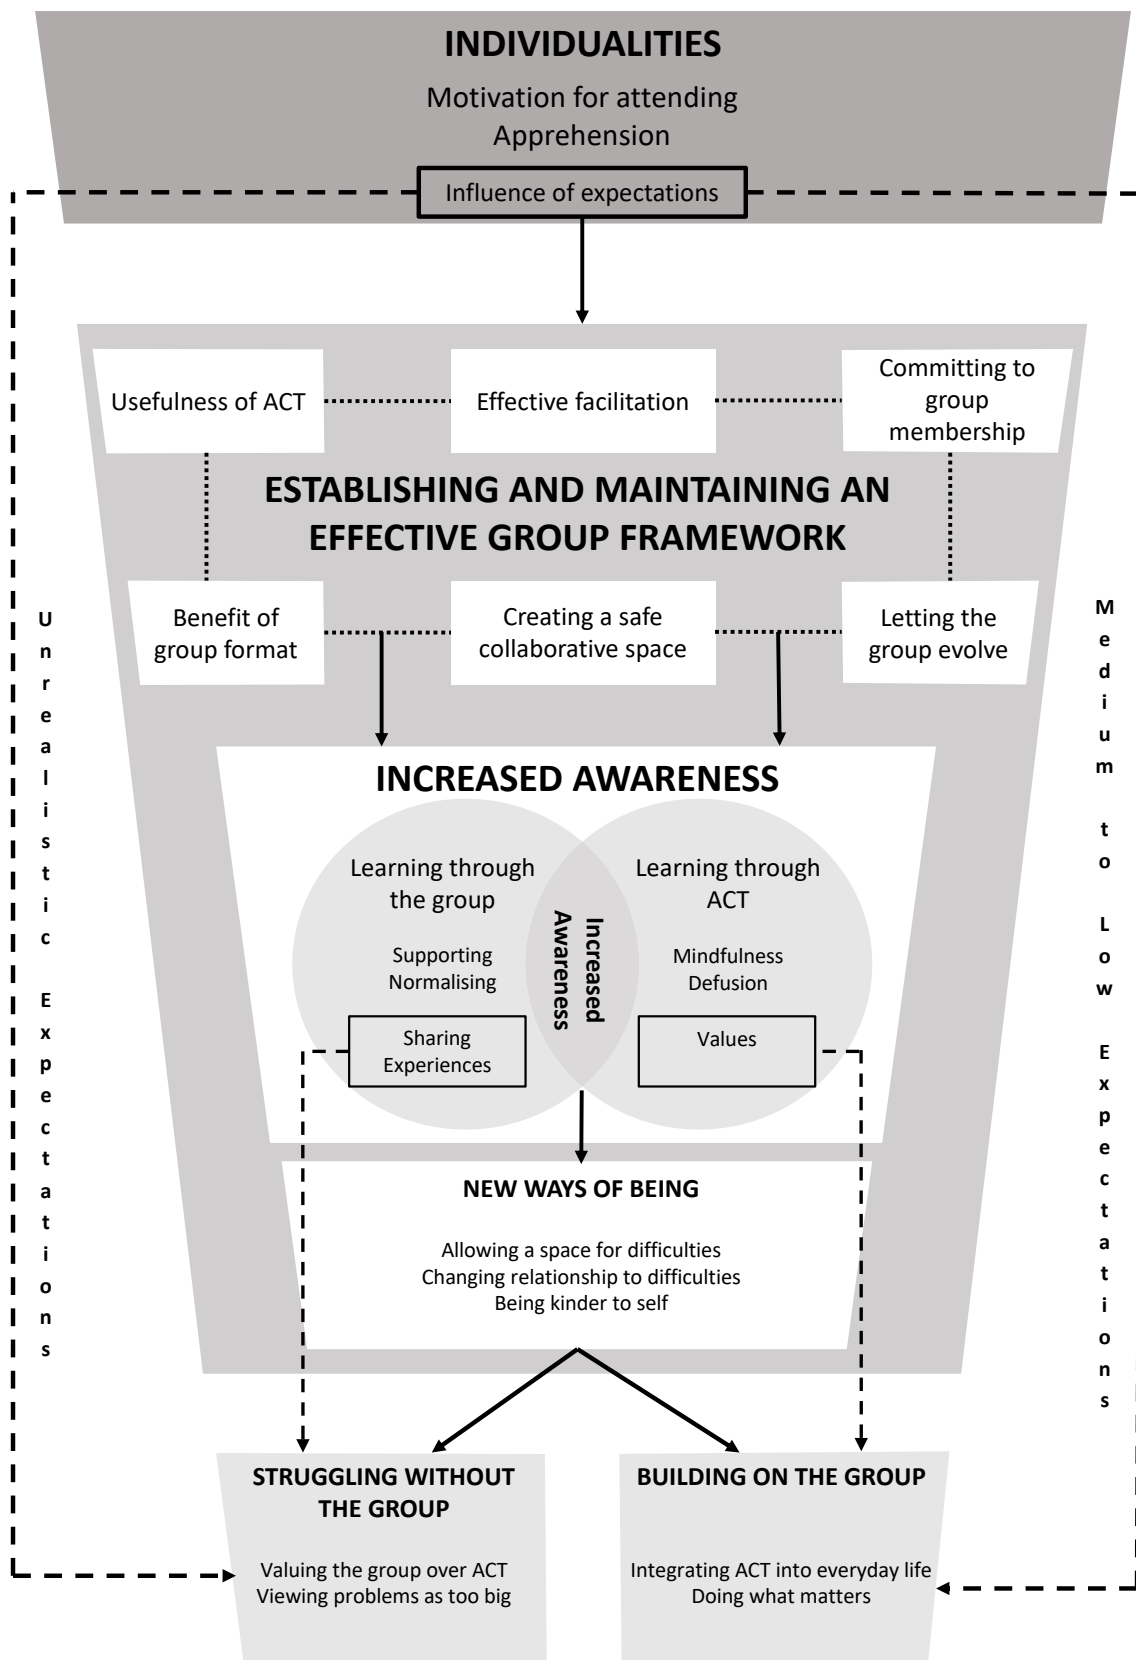 INDIVIDUALITIES
Motivation for attending
Apprehension
Influence of expectations
Usefulness of ACT
Effective facilitation
Committing to
group
membership
ESTABLISHING AND MAINTAINING AN
EFFECTIVE GROUP FRAMEWORK
Benefit of
group format
Creating a safe
collaborative space
Letting the
group evolve
Unrealistic Expectations
Medium to Low Expectations
INCREASED AWARENESS
Learning through
the group
Supporting
Normalising
Sharing
Experiences
Increased
Awareness
Learning through
ACT
Mindfulness
Defusion
Values
NEW WAYS OF BEING
Allowing a space for difficulties
Changing relationship to difficulties
Being kinder to self
STRUGGLING WITHOUT
THE GROUP
Valuing the group over ACT
Viewing problems as too big
BUILDING ON THE GROUP
Integrating ACT into everyday life
Doing what matters